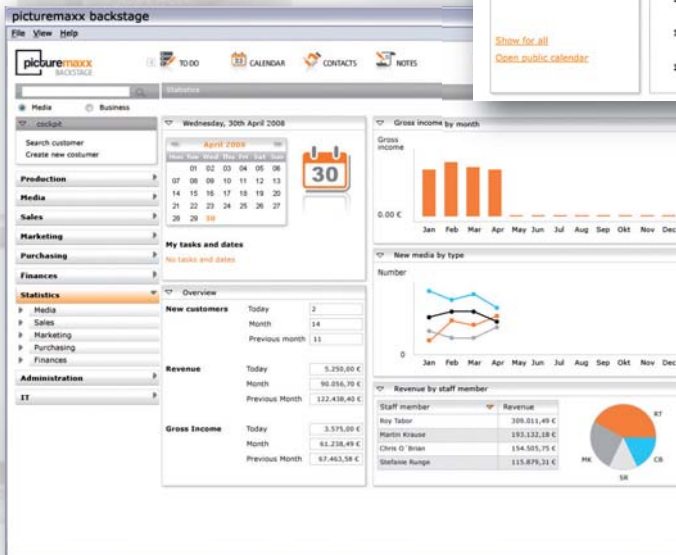 picturemaxx backstage
File View Help
picturemaxx
BACKSTAGE
TO DO
CALENDAR
CONTACTS
NOTES
Show for all
Open public calendar
Media Business
Statistics
cockpit
Search customer
Create new costumer
Production
Media
Sales
Marketing
Purchasing
Finances
Statistics
Media
Sales
Marketing
Purchasing
Finances
Administration
IT
Wednesday, 30th April 2008
April 2008
Mon Tue Wed Thu Fri Sat Sun
01 02 03 04 05 06
07 08 09 10 11 12 13
14 15 16 17 18 19 20
21 22 23 24 25 26 27
28 29 30
30
My tasks and dates
No tasks and dates
Overview
New customers Today 2
Month 14
Previous month 11
Revenue Today 5.250,00 €
Month 90.056,70 €
Previous Month 122.438,40 €
Gross Income Today 3.575,00 €
Month 61.238,49 €
Previous Month 67.463,58 €
Gross income by month
Gross
income
0.00 €
Jan Feb Mar Apr May Jun Jul Aug Sep Okt Nov Dec
New media by type
Number
0
Jan Feb Mar Apr May Jun Jul Aug Sep Okt Nov Dec
Revenue by staff member
Staff member Revenue
Roy Tabor 309.011,49 €
Martin Krause 193.132,18 €
Chris O´Brian 154.505,75 €
Stefanie Runge 115.879,31 €
RT
CB
SR
MK